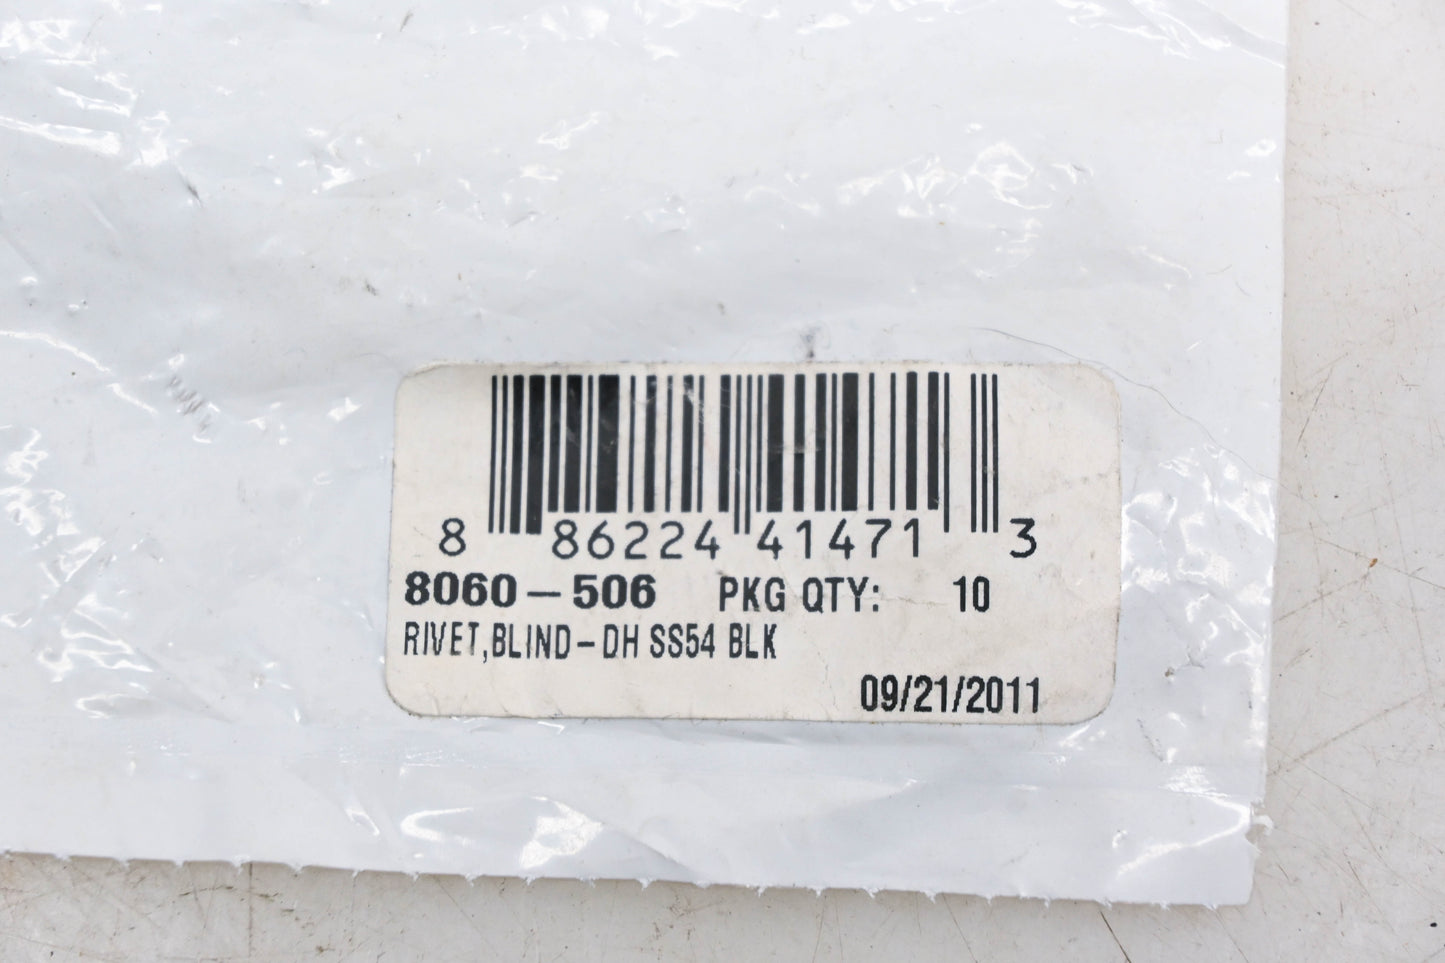 8 86224 41471 3
8060-506 PKG QTY: 10
RIVET,BLIND-DH SS54 BLK
09/21/2011